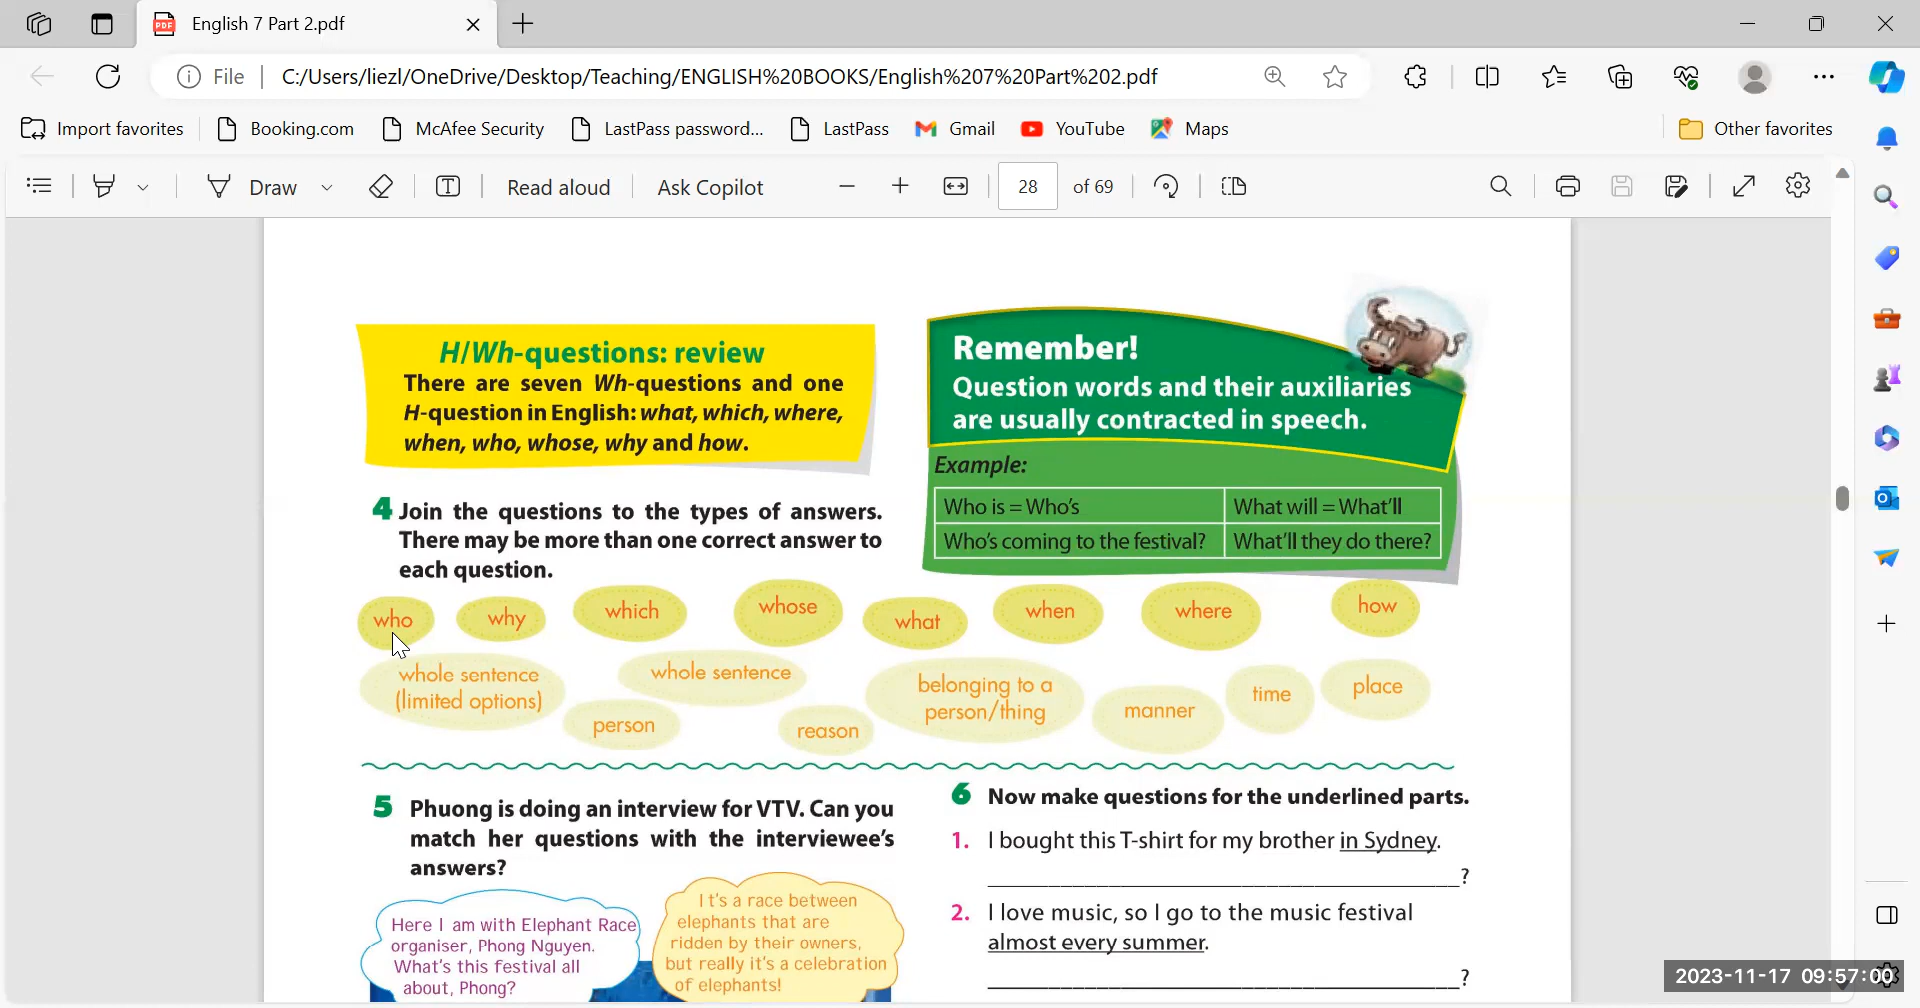 English 7 Part 2.pdf
File
C:/Users/liezl/OneDrive/Desktop/Teaching/ENGLISH%20BOOKS/English%207%20Part%202.pdf
Import favorites
Booking.com
McAfee Security
LastPass password...
LastPass
Gmail
YouTube
Maps
Other favorites
Draw
Read aloud
Ask Copilot
28 of 69
H/Wh-questions: review
There are seven Wh-questions and one
H-question in English: what, which, where,
when, who, whose, why and how.
Remember!
Question words and their auxiliaries
are usually contracted in speech.
Example:
Who is = Who's
What will = What'll
Who's coming to the festival?
What'll they do there?
4 Join the questions to the types of answers.
There may be more than one correct answer to
each question.
who
why
which
whose
what
when
where
how
whole sentence
(limited options)
person
whole sentence
reason
belonging to a
person/thing
manner
time
place
5 Phuong is doing an interview for VTV. Can you
match her questions with the interviewee's
answers?
Here I am with Elephant Race
organiser, Phong Nguyen.
What's this festival all
about, Phong?
It's a race between
elephants that are
ridden by their owners,
but really it's a celebration
of elephants!
6 Now make questions for the underlined parts.
1. I bought this T-shirt for my brother in Sydney.
?
2. I love music, so I go to the music festival
almost every summer.
?
2023-11-17 09:57:00